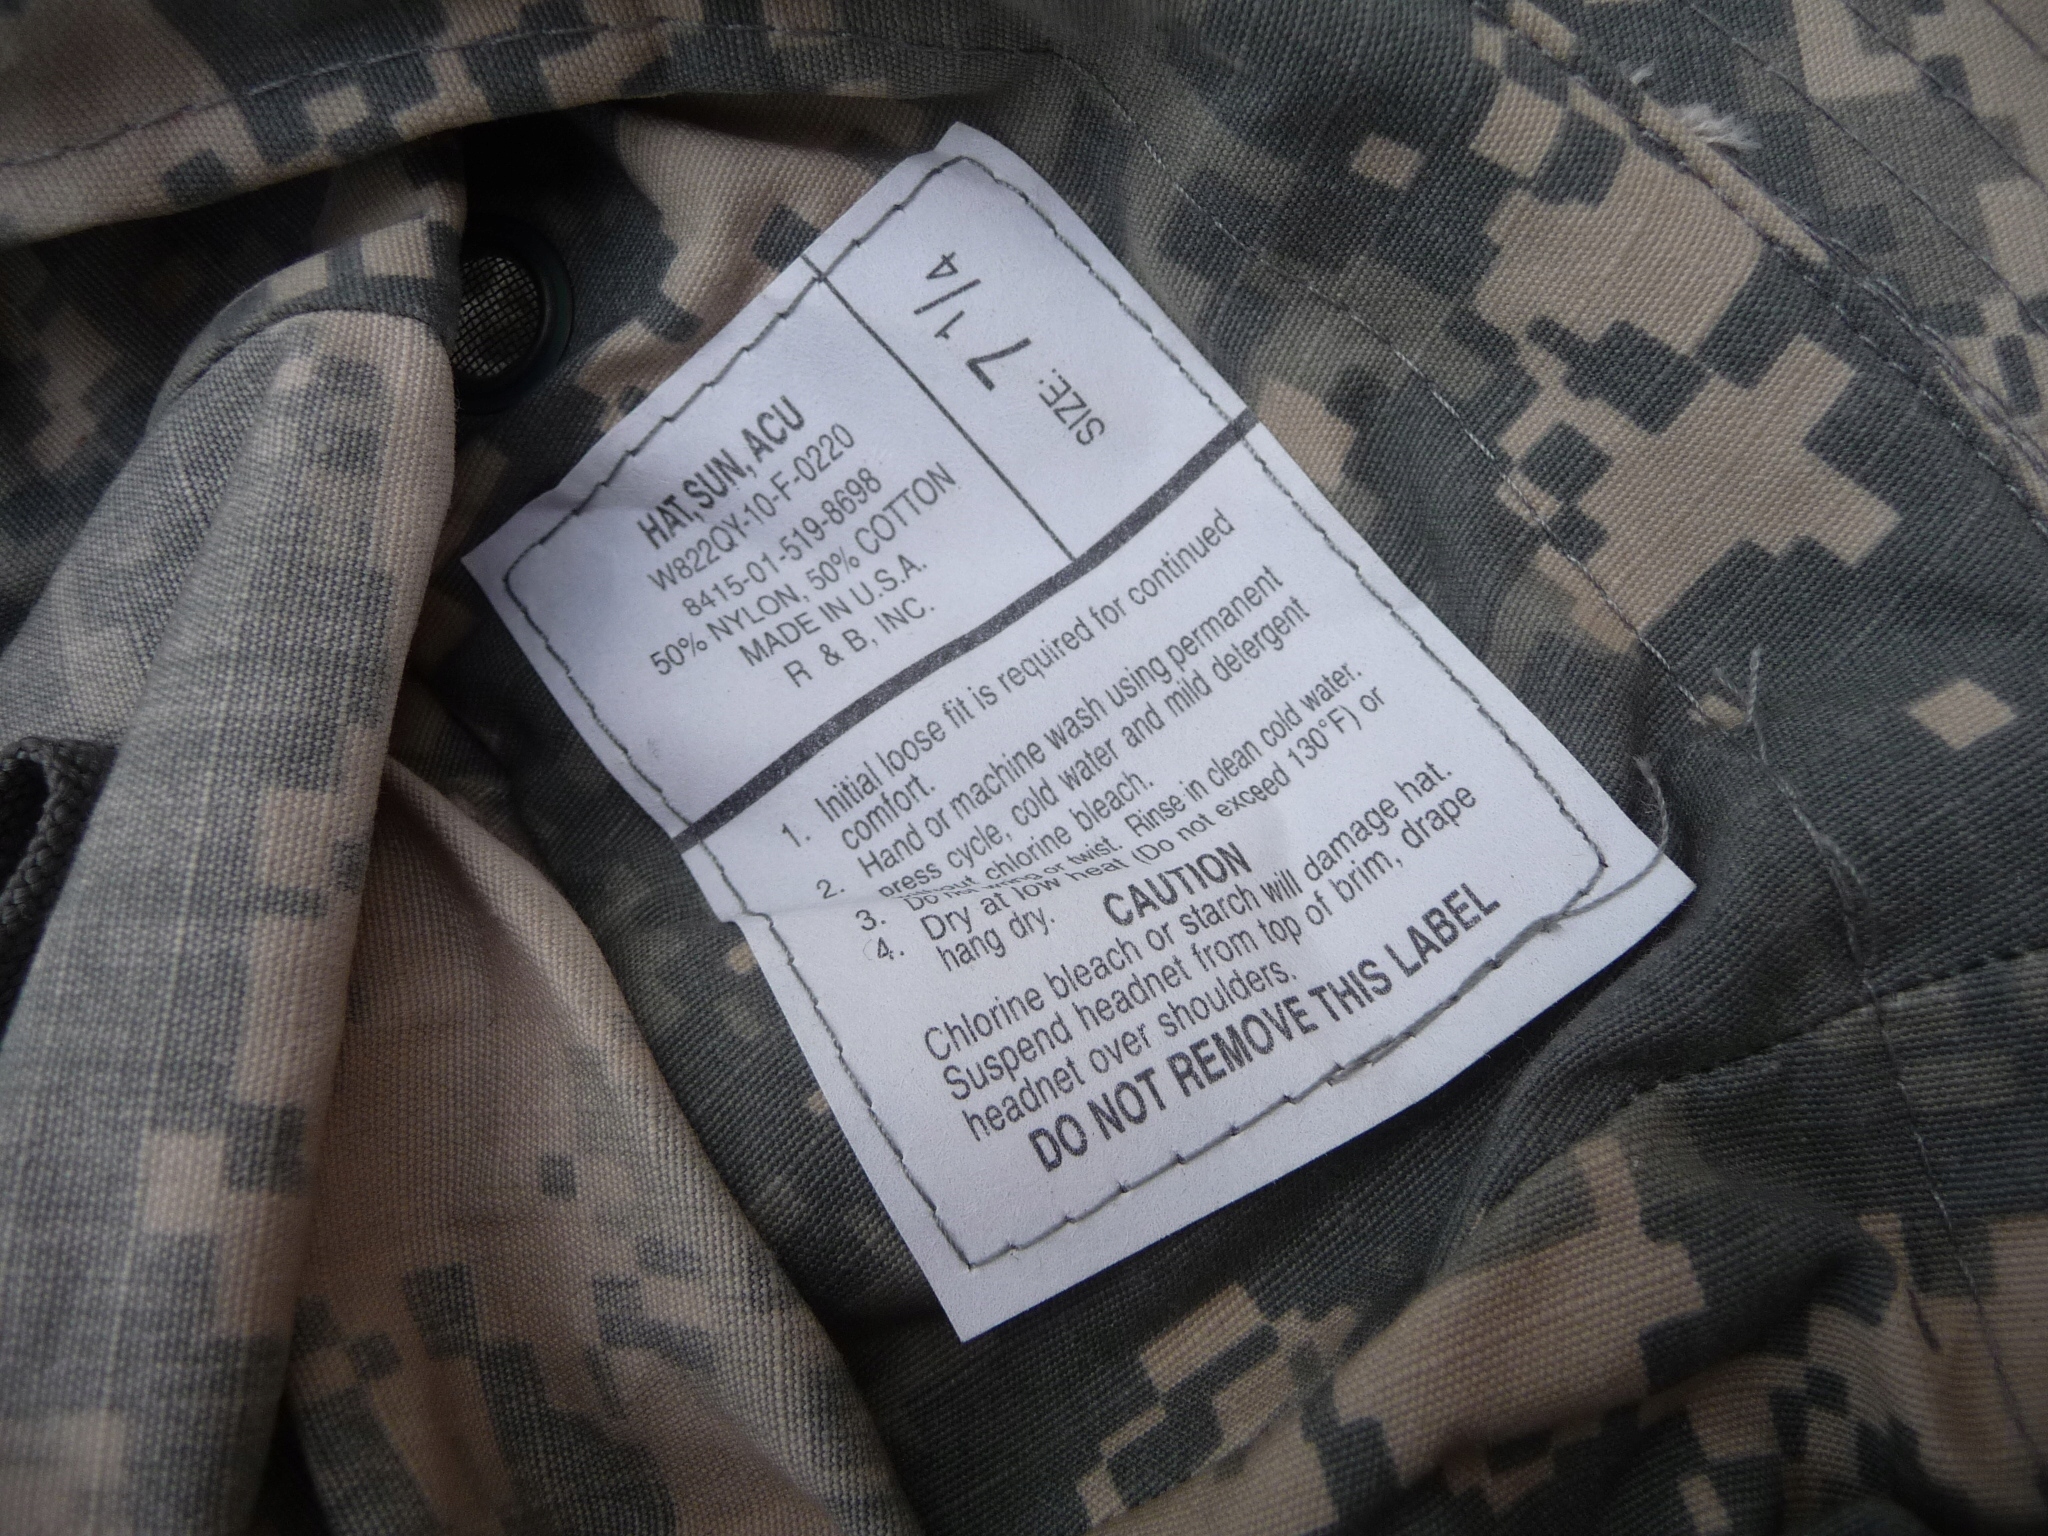 HAT, SUN, ACU
W822QY-10-F-0220
8415-01-519-8698
50% NYLON, 50% COTTON
MADE IN U.S.A.
R & B, INC.
SIZE:
7 1/4
1. Initial loose fit is required for continued
comfort.
2. Hand or machine wash using permanent
press cycle, cold water and mild detergent
without chlorine bleach.
3. Do not wring or twist. Rinse in clean cold water.
4. Dry at low heat (Do not exceed 130°F) or
hang dry.
CAUTION
Chlorine bleach or starch will damage hat.
Suspend headnet from top of brim, drape
headnet over shoulders.
DO NOT REMOVE THIS LABEL